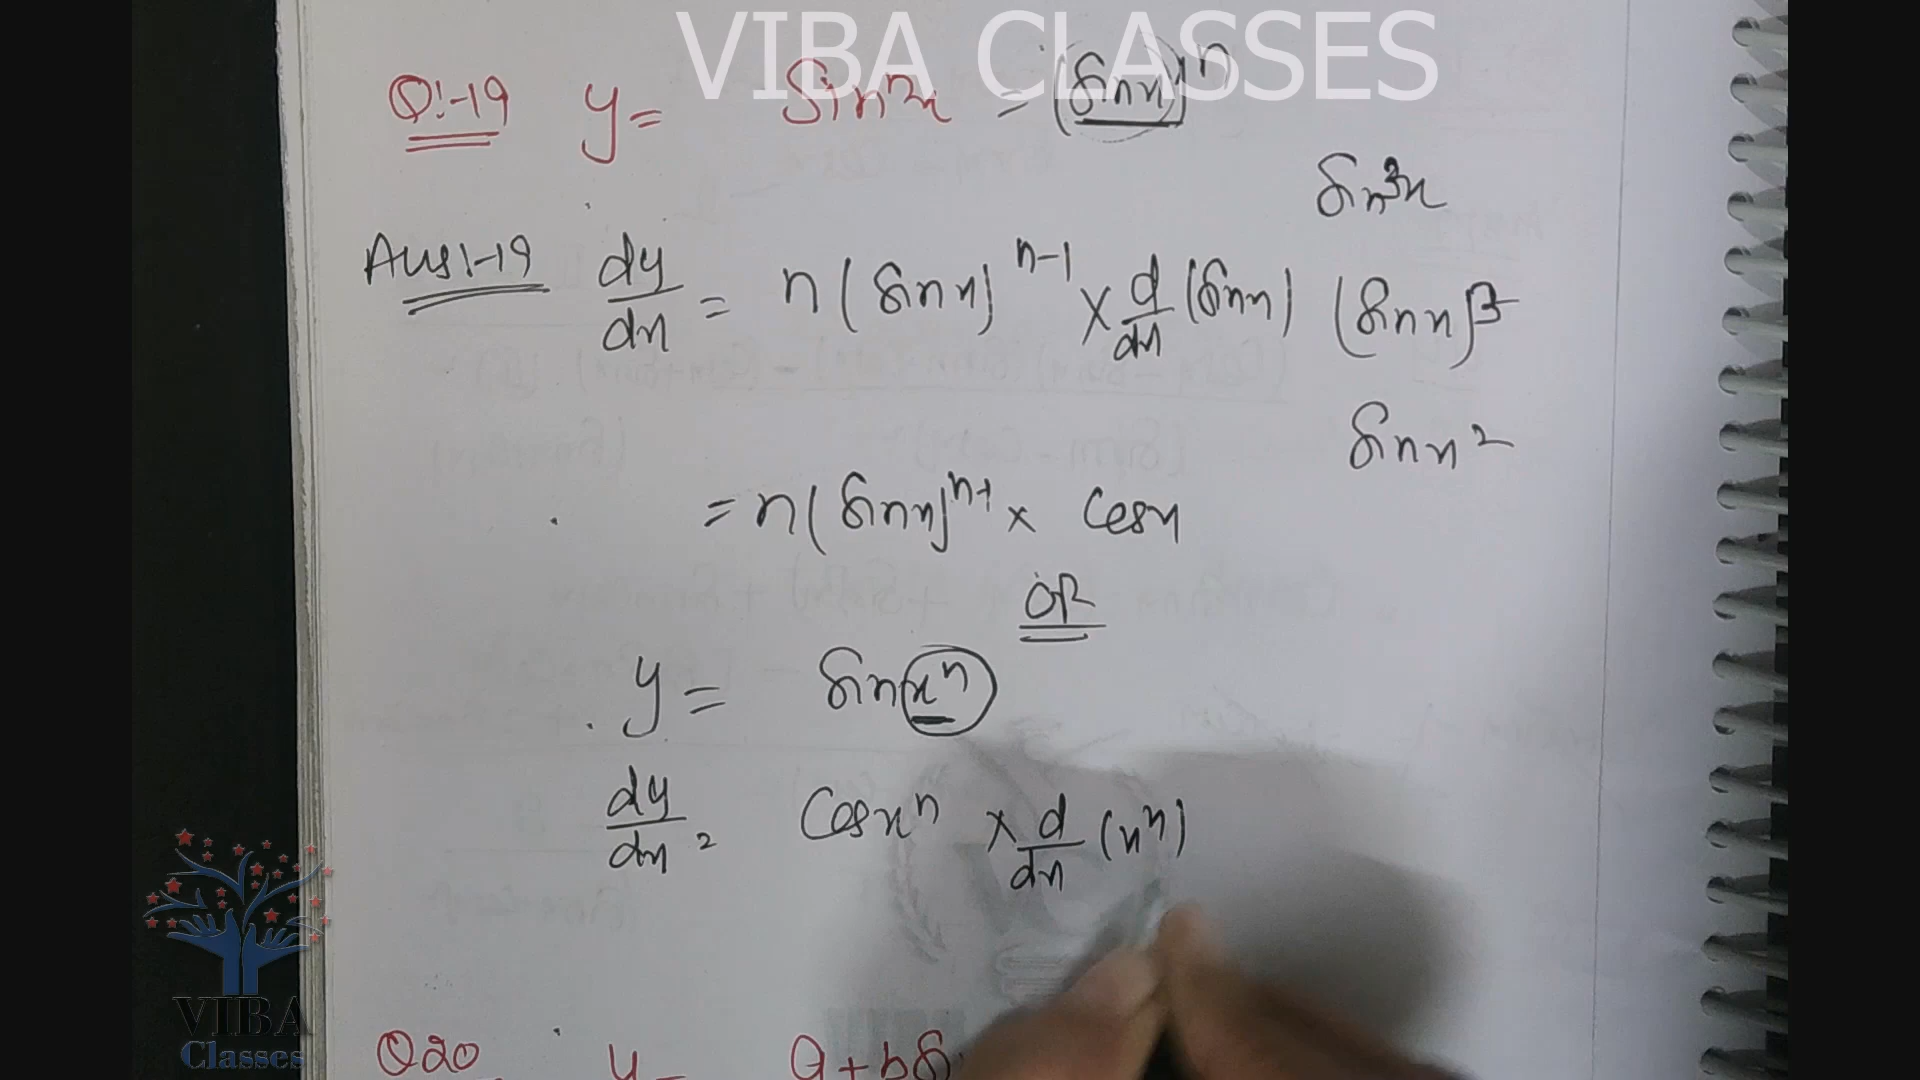 VIBA CLASSES
Q:-19 y = Sinⁿx = (Sin x)ⁿ
Sin³x
Ans:-19 dy/dx = n (Sin x)ⁿ⁻¹ × d/dx (Sin x) (Sin x)³
Sin x²
= n (Sin x)ⁿ⁻¹ × Cos x
OR
y = Sin xⁿ
dy/dx = Cos xⁿ × d/dx (xⁿ)
Q20 y = a + b S
VIBA
Classes